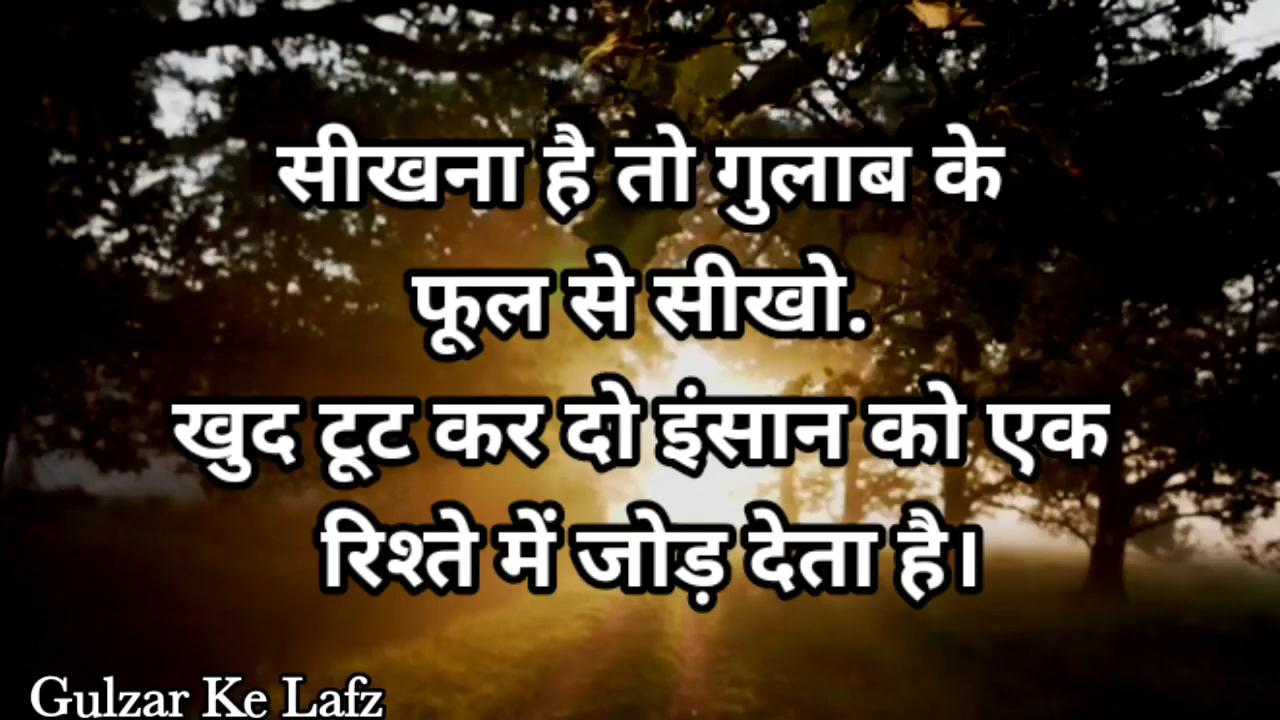 सीखना है तो गुलाब के
फूल से सीखो.
खुद टूट कर दो इंसान को एक
रिश्ते में जोड़ देता है।
Gulzar Ke Lafz